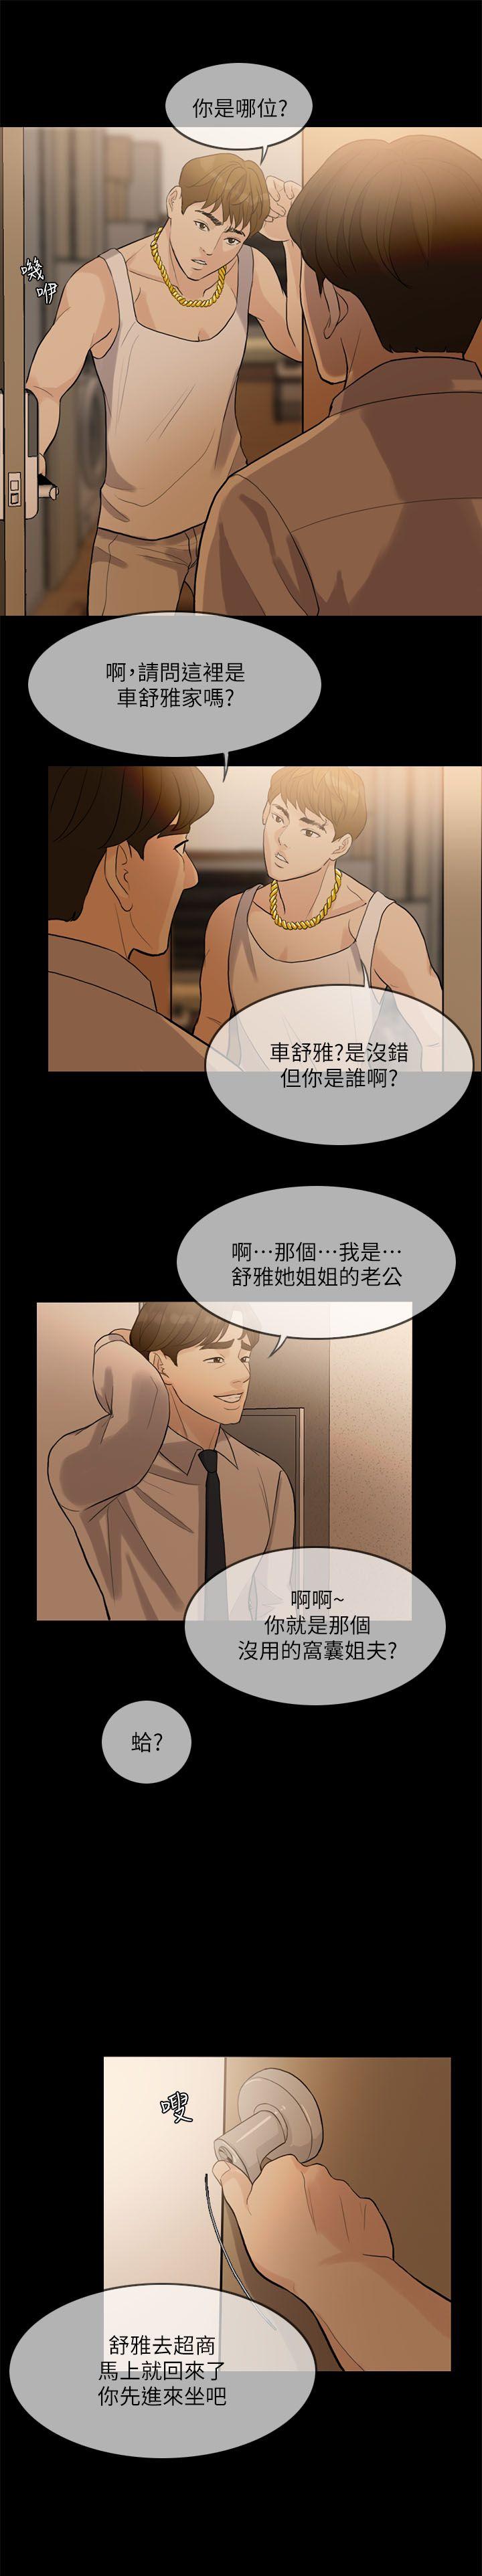 你是哪位?
嘰
咿
啊，請問這裡是
車舒雅家嗎?
車舒雅?是沒錯
但你是誰啊?
啊⋯那個⋯我是⋯
舒雅她姐姐的老公
啊啊~
你就是那個
沒用的窩囊姐夫?
蛤?
嗖
舒雅去超商
馬上就回來了
你先進來坐吧